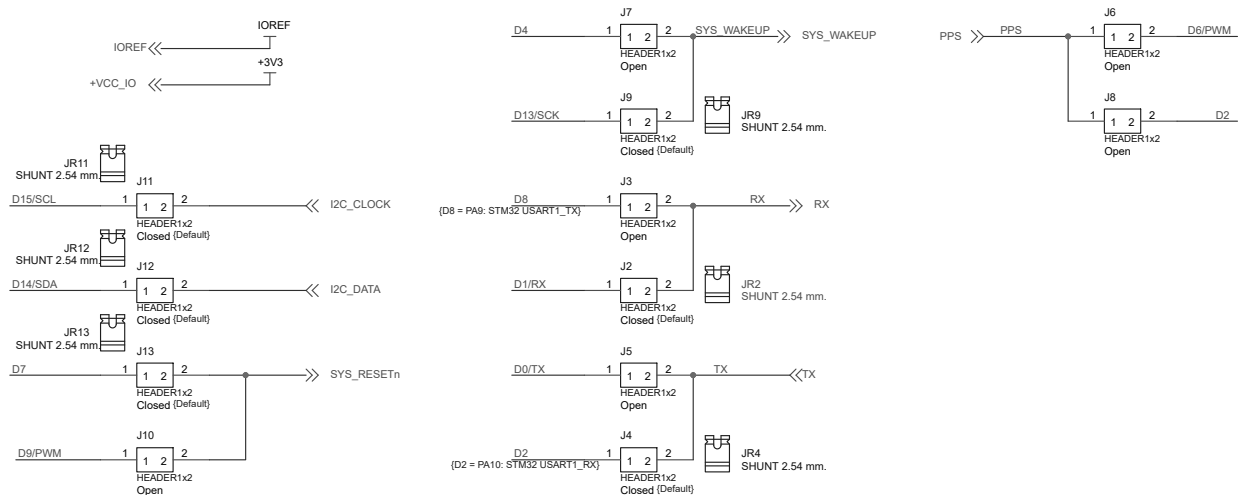 IOREF
IOREF
+3V3
+VCC_IO
JR11
SHUNT 2.54 mm.
J11
D15/SCL 1 1 2 2 I2C_CLOCK
HEADER1x2
Closed {Default}
JR12
SHUNT 2.54 mm.
J12
D14/SDA 1 1 2 2 I2C_DATA
HEADER1x2
Closed {Default}
JR13
SHUNT 2.54 mm.
J13
D7 1 1 2 2 SYS_RESETn
HEADER1x2
Closed {Default}
J10
D9/PWM 1 1 2 2
HEADER1x2
Open
J7
D4 1 1 2 2 SYS_WAKEUP SYS_WAKEUP
HEADER1x2
Open
J9
D13/SCK 1 1 2 2
HEADER1x2
Closed {Default}
JR9
SHUNT 2.54 mm.
J3
D8 1 1 2 2 RX RX
{D8 = PA9: STM32 USART1_TX}
HEADER1x2
Open
J2
D1/RX 1 1 2 2
HEADER1x2
Closed {Default}
JR2
SHUNT 2.54 mm.
J5
D0/TX 1 1 2 2 TX TX
HEADER1x2
Open
J4
D2 1 1 2 2
{D2 = PA10: STM32 USART1_RX}
HEADER1x2
Closed {Default}
JR4
SHUNT 2.54 mm.
J6
PPS PPS 1 1 2 2 D6/PWM
HEADER1x2
Open
J8
1 1 2 2 D2
HEADER1x2
Open